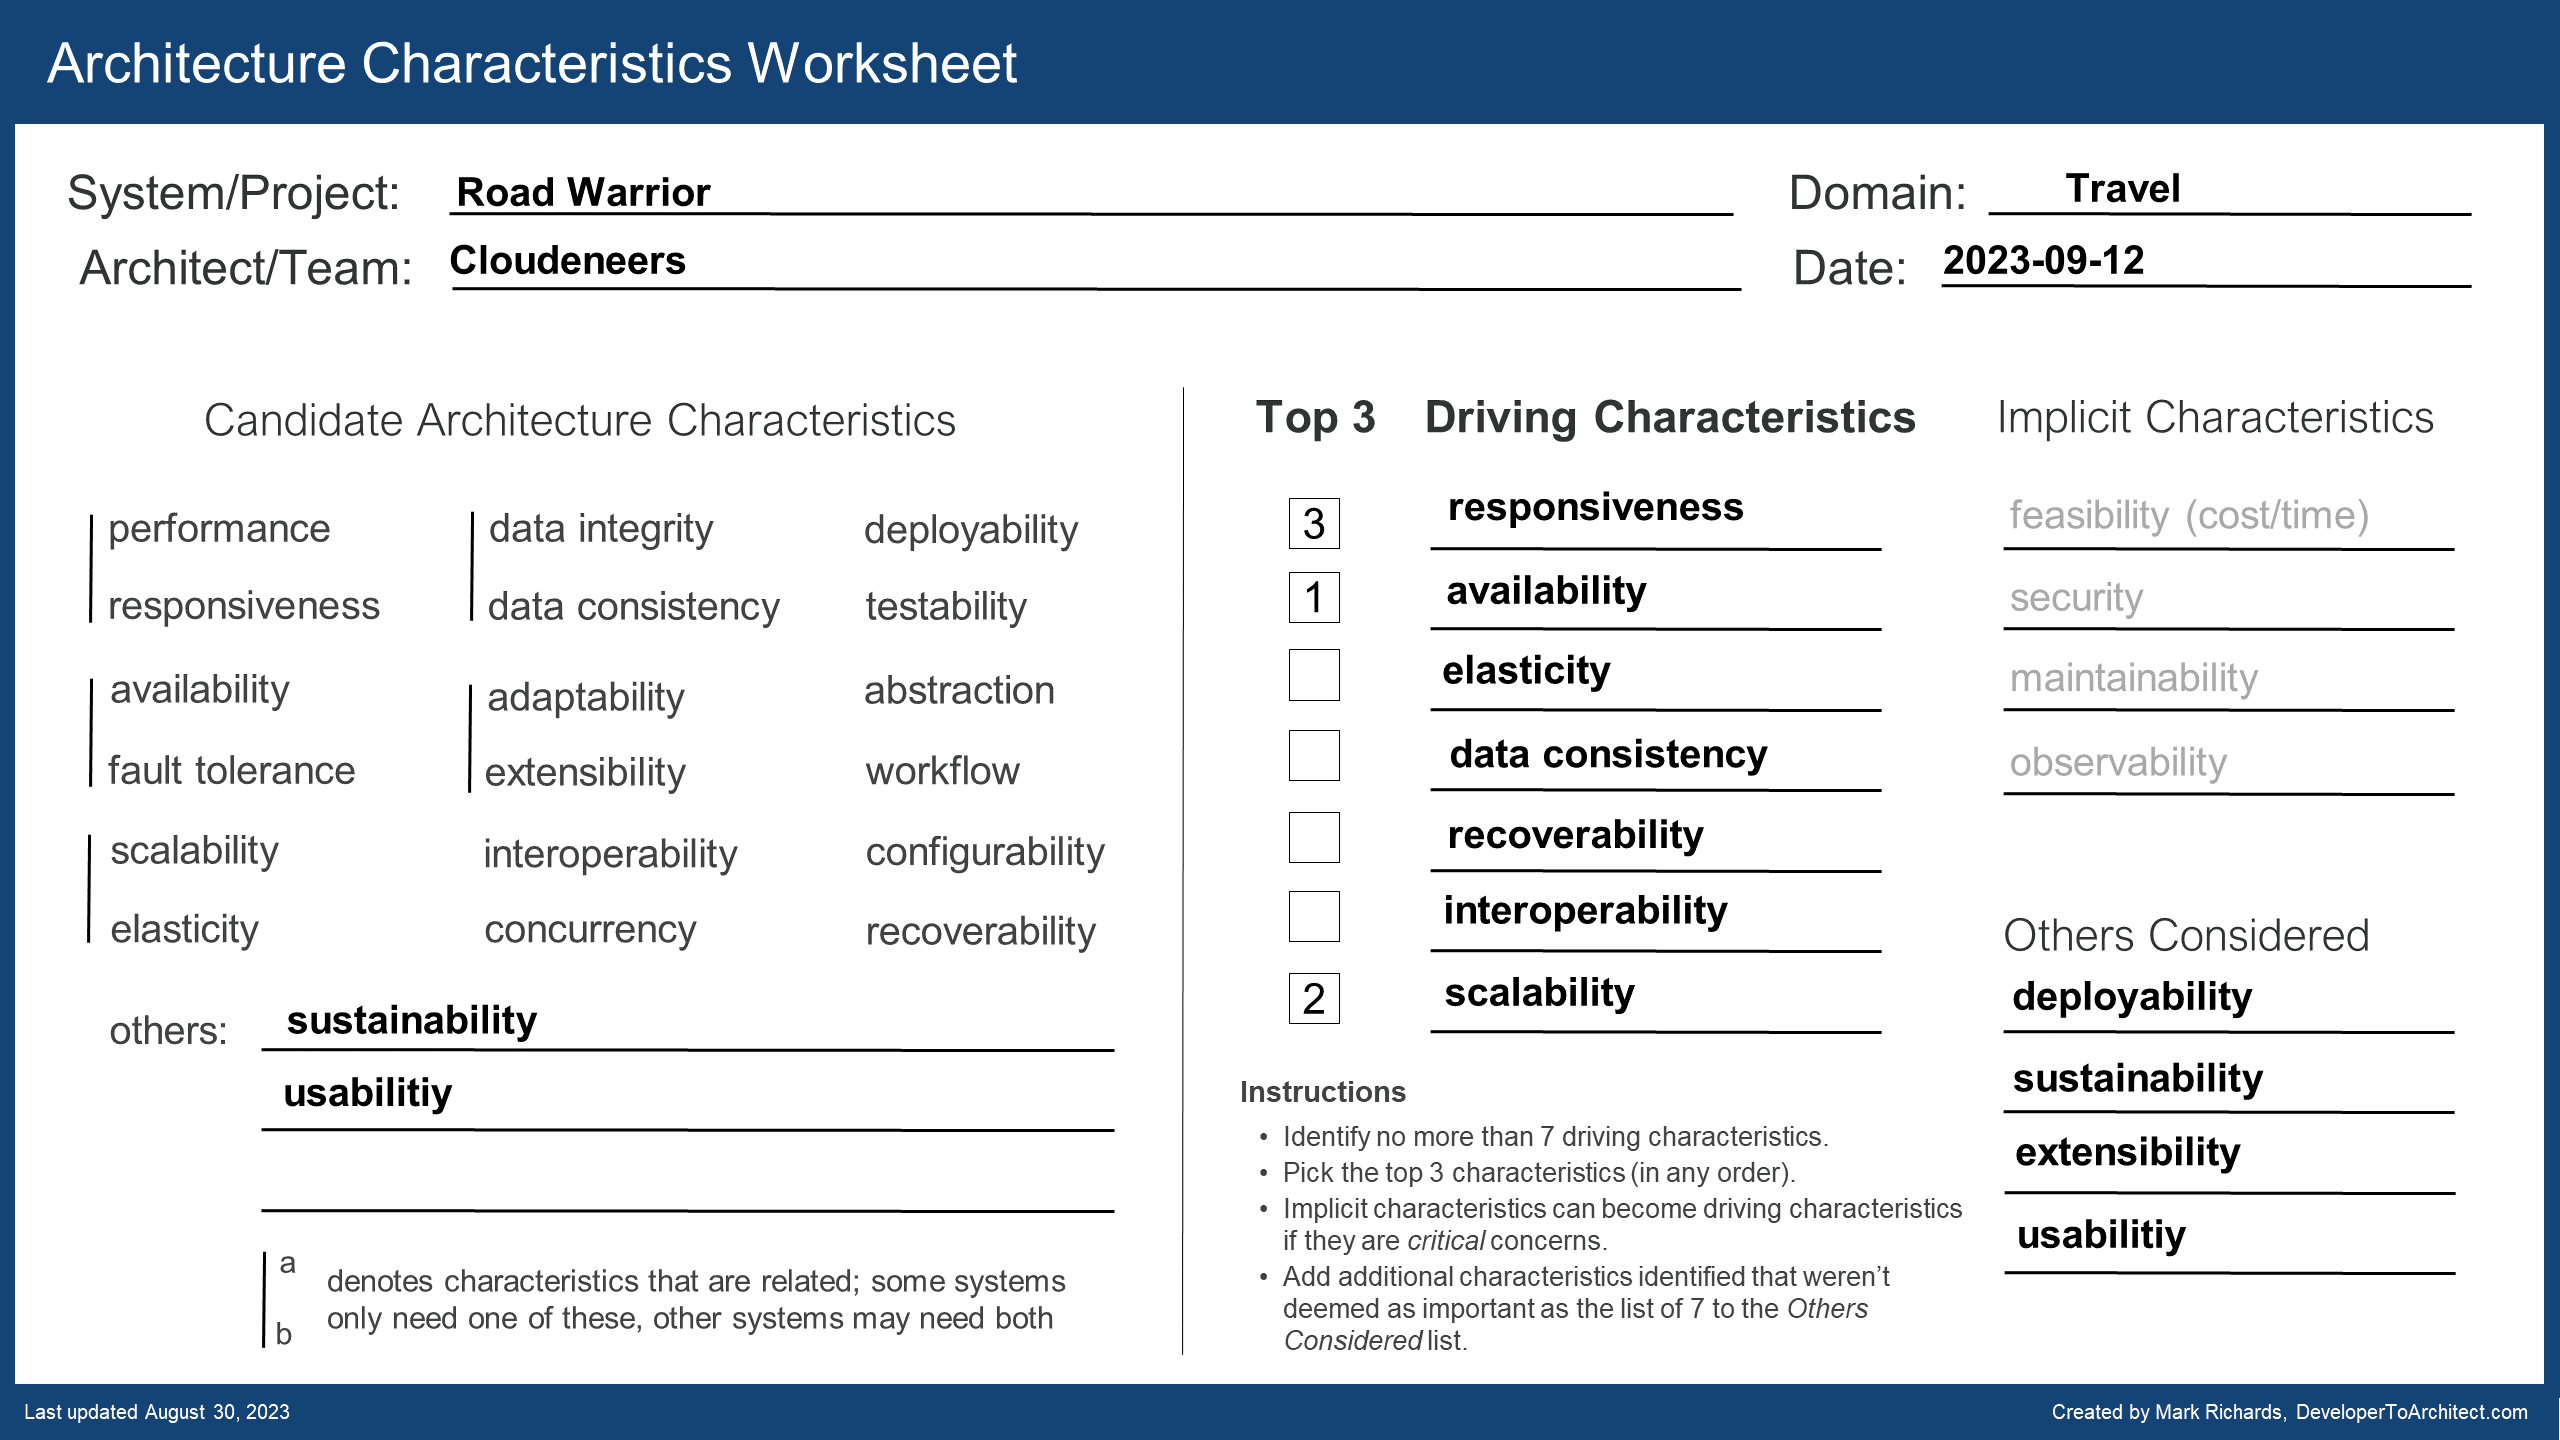 Architecture Characteristics Worksheet
System/Project: Road Warrior
Domain: Travel
Architect/Team: Cloudeneers
Date: 2023-09-12
Candidate Architecture Characteristics
performance
responsiveness
availability
fault tolerance
scalability
elasticity
data integrity
data consistency
adaptability
extensibility
interoperability
concurrency
deployability
testability
abstraction
workflow
configurability
recoverability
others: sustainability
usabilitiy
a
b
denotes characteristics that are related; some systems
only need one of these, other systems may need both
Top 3 Driving Characteristics
3 responsiveness
1 availability
elasticity
data consistency
recoverability
interoperability
2 scalability
Implicit Characteristics
feasibility (cost/time)
security
maintainability
observability
Others Considered
deployability
sustainability
extensibility
usabilitiy
Instructions
• Identify no more than 7 driving characteristics.
• Pick the top 3 characteristics (in any order).
• Implicit characteristics can become driving characteristics
if they are critical concerns.
• Add additional characteristics identified that weren’t
deemed as important as the list of 7 to the Others
Considered list.
Last updated August 30, 2023
Created by Mark Richards, DeveloperToArchitect.com